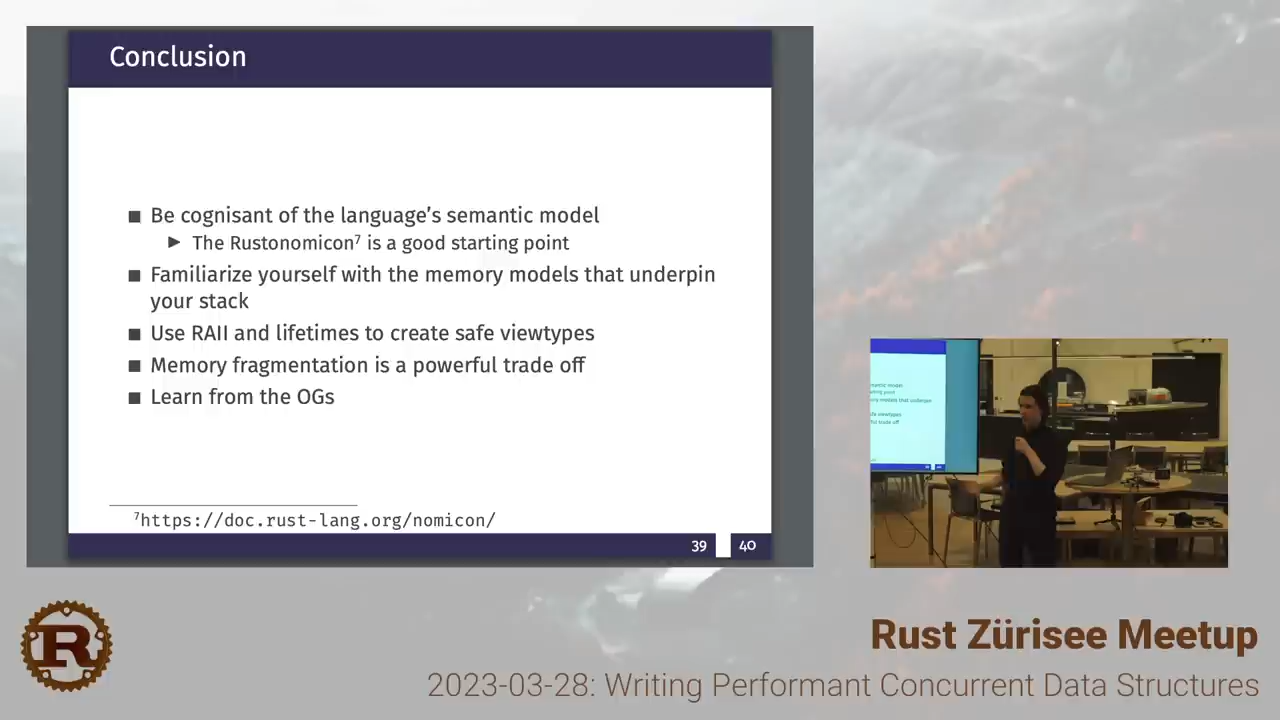 Conclusion
■ Be cognisant of the language’s semantic model
▶ The Rustonomicon⁷ is a good starting point
■ Familiarize yourself with the memory models that underpin
your stack
■ Use RAII and lifetimes to create safe viewtypes
■ Memory fragmentation is a powerful trade off
■ Learn from the OGs
⁷https://doc.rust-lang.org/nomicon/
39 40
R
Rust Zürisee Meetup
2023-03-28: Writing Performant Concurrent Data Structures